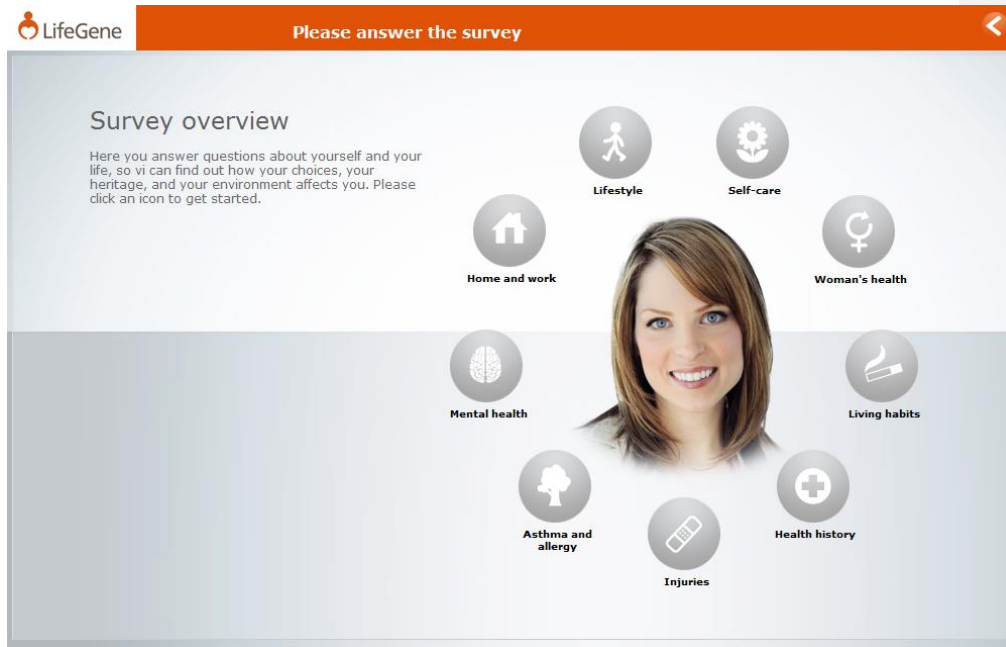 LifeGene
Please answer the survey
Survey overview
Here you answer questions about yourself and your
life, so vi can find out how your choices, your
heritage, and your environment affects you. Please
click an icon to get started.
Lifestyle
Self-care
Home and work
Woman's health
Mental health
Living habits
Asthma and
allergy
Health history
Injuries